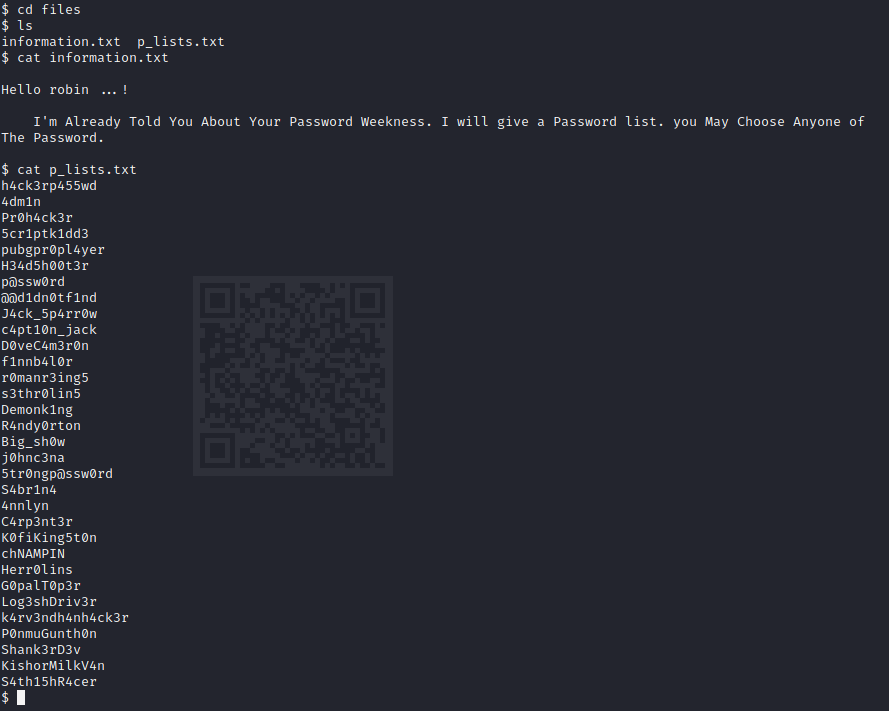 $ cd files
$ ls
information.txt  p_lists.txt
$ cat information.txt
Hello robin ...!
I'm Already Told You About Your Password Weekness. I will give a Password list. you May Choose Anyone of
The Password.
$ cat p_lists.txt
h4ck3rp455wd
4dm1n
Pr0h4ck3r
5cr1ptk1dd3
pubgpr0pl4yer
H34d5h00t3r
p@ssw0rd
@@d1dn0tf1nd
J4ck_5p4rr0w
c4pt10n_jack
D0veC4m3r0n
f1nnb4l0r
r0manr3ing5
s3thr0lin5
Demonk1ng
R4ndy0rton
Big_sh0w
j0hnc3na
5tr0ngp@ssw0rd
S4br1n4
4nnlyn
C4rp3nt3r
K0fiKing5t0n
chNAMPIN
Herr0lins
G0palT0p3r
Log3shDriv3r
k4rv3ndh4nh4ck3r
P0nmuGunth0n
Shank3rD3v
KishorMilkV4n
S4th15hR4cer
$